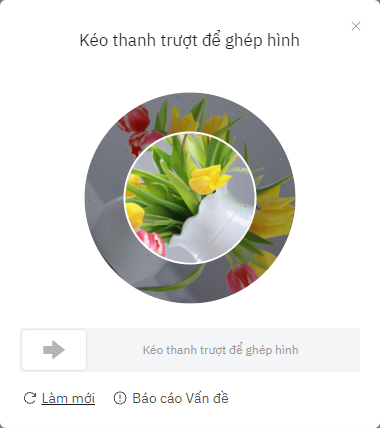 Kéo thanh trượt để ghép hình
Kéo thanh trượt để ghép hình
Làm mới Báo cáo Vấn đề